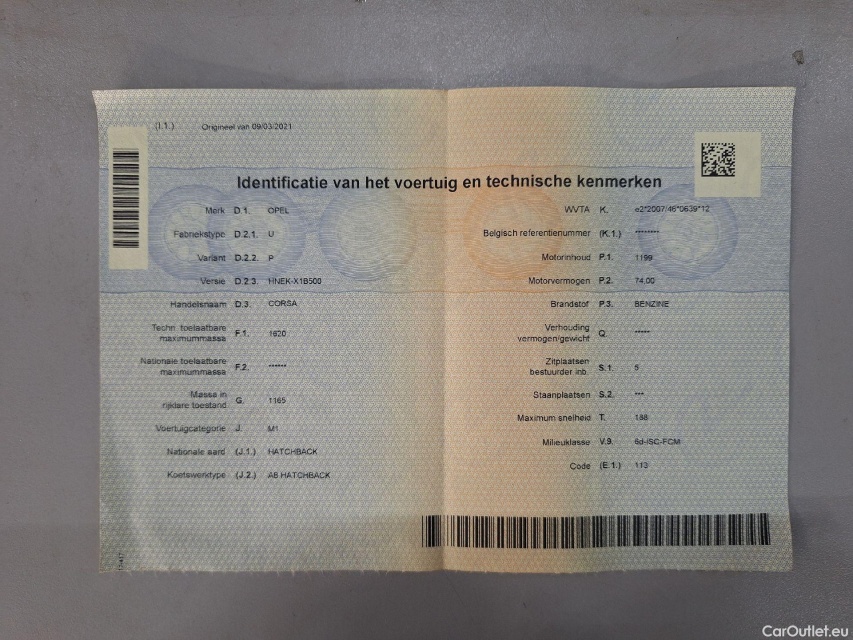 (I.1.) Origineel van 09/03/2021
Identificatie van het voertuig en technische kenmerken
Merk D.1. OPEL
Fabriekstype D.2.1. U
Variant D.2.2. P
Versie D.2.3. HNEK-X1B500
Handelsnaam D.3. CORSA
Techn. toelaatbare
maximummassa F.1. 1620
Nationale toelaatbare
maximummassa F.2. ******
Massa in
rijklare toestand G. 1165
Voertuigcategorie J. M1
Nationale aard (J.1.) HATCHBACK
Koetswerktype (J.2.) AB HATCHBACK
WVTA K. e2*2007/46*0639*12
Belgisch referentienummer (K.1.) ********
Motorinhoud P.1. 1199
Motorvermogen P.2. 74,00
Brandstof P.3. BENZINE
Verhouding
vermogen/gewicht Q. *****
Zitplaatsen
bestuurder inb. S.1. 5
Staanplaatsen S.2. ***
Maximum snelheid T. 188
Milieuklasse V.9. 6d-ISC-FCM
Code (E.1.) 113
CarOutlet.eu